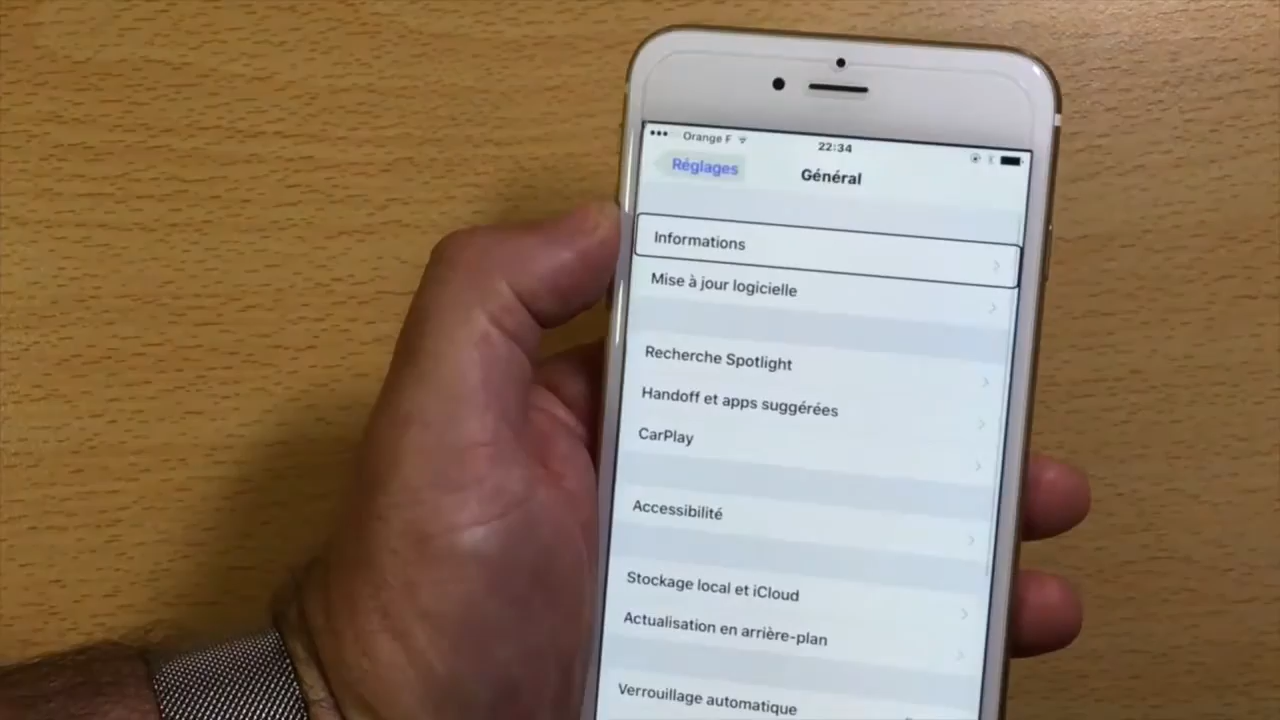 Orange F
22:34
Réglages
Général
Informations
Mise à jour logicielle
Recherche Spotlight
Handoff et apps suggérées
CarPlay
Accessibilité
Stockage local et iCloud
Actualisation en arrière-plan
Verrouillage automatique